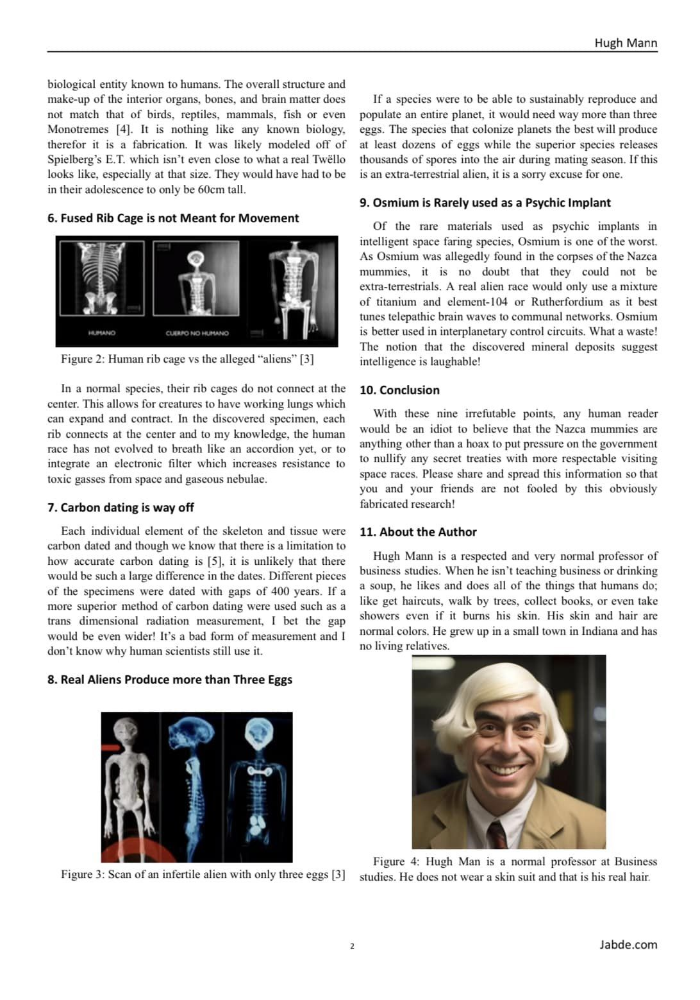 Hugh Mann
biological entity known to humans. The overall structure and
make-up of the interior organs, bones, and brain matter does
not match that of birds, reptiles, mammals, fish or even
Monotremes [4]. It is nothing like any known biology,
therefor it is a fabrication. It was likely modeled off of
Spielberg’s E.T. which isn’t even close to what a real Twëllo
looks like, especially at that size. They would have had to be
in their adolescence to only be 60cm tall.
6. Fused Rib Cage is not Meant for Movement
HUMANO
CUERPO NO HUMANO
Figure 2: Human rib cage vs the alleged “aliens” [3]
In a normal species, their rib cages do not connect at the
center. This allows for creatures to have working lungs which
can expand and contract. In the discovered specimen, each
rib connects at the center and to my knowledge, the human
race has not evolved to breath like an accordion yet, or to
integrate an electronic filter which increases resistance to
toxic gasses from space and gaseous nebulae.
7. Carbon dating is way off
Each individual element of the skeleton and tissue were
carbon dated and though we know that there is a limitation to
how accurate carbon dating is [5], it is unlikely that there
would be such a large difference in the dates. Different pieces
of the specimens were dated with gaps of 400 years. If a
more superior method of carbon dating were used such as a
trans dimensional radiation measurement, I bet the gap
would be even wider! It’s a bad form of measurement and I
don’t know why human scientists still use it.
8. Real Aliens Produce more than Three Eggs
Figure 3: Scan of an infertile alien with only three eggs [3]
If a species were to be able to sustainably reproduce and
populate an entire planet, it would need way more than three
eggs. The species that colonize planets the best will produce
at least dozens of eggs while the superior species releases
thousands of spores into the air during mating season. If this
is an extra-terrestrial alien, it is a sorry excuse for one.
9. Osmium is Rarely used as a Psychic Implant
Of the rare materials used as psychic implants in
intelligent space faring species, Osmium is one of the worst.
As Osmium was allegedly found in the corpses of the Nazca
mummies, it is no doubt that they could not be
extra-terrestrials. A real alien race would only use a mixture
of titanium and element-104 or Rutherfordium as it best
tunes telepathic brain waves to communal networks. Osmium
is better used in interplanetary control circuits. What a waste!
The notion that the discovered mineral deposits suggest
intelligence is laughable!
10. Conclusion
With these nine irrefutable points, any human reader
would be an idiot to believe that the Nazca mummies are
anything other than a hoax to put pressure on the government
to nullify any secret treaties with more respectable visiting
space races. Please share and spread this information so that
you and your friends are not fooled by this obviously
fabricated research!
11. About the Author
Hugh Mann is a respected and very normal professor of
business studies. When he isn’t teaching business or drinking
a soup, he likes and does all of the things that humans do;
like get haircuts, walk by trees, collect books, or even take
showers even if it burns his skin. His skin and hair are
normal colors. He grew up in a small town in Indiana and has
no living relatives.
Figure 4: Hugh Man is a normal professor at Business
studies. He does not wear a skin suit and that is his real hair.
2
Jabde.com